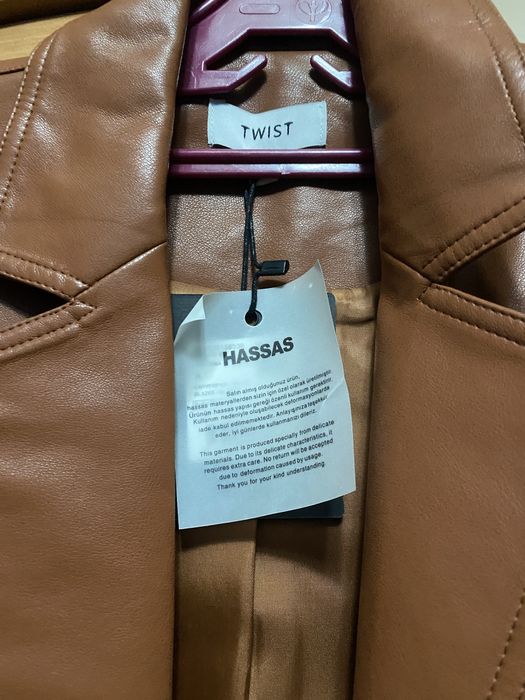 TWIST
HASSAS
Satın almış olduğunuz ürün,
hassas materyallerden sizin için özel olarak üretilmiştir.
Ürünün hassas yapısı gereği özenli kullanım gerektirir.
Kullanım nedeniyle oluşabilecek deformasyonlarda
iade kabul edilmemektedir. Anlayışınıza teşekkür
eder, iyi günlerde kullanmanızı dileriz.
This garment is produced specially from delicate
materials. Due to its delicate characteristics, it
requires extra care. No return will be accepted
due to deformation caused by usage.
Thank you for your kind understanding.